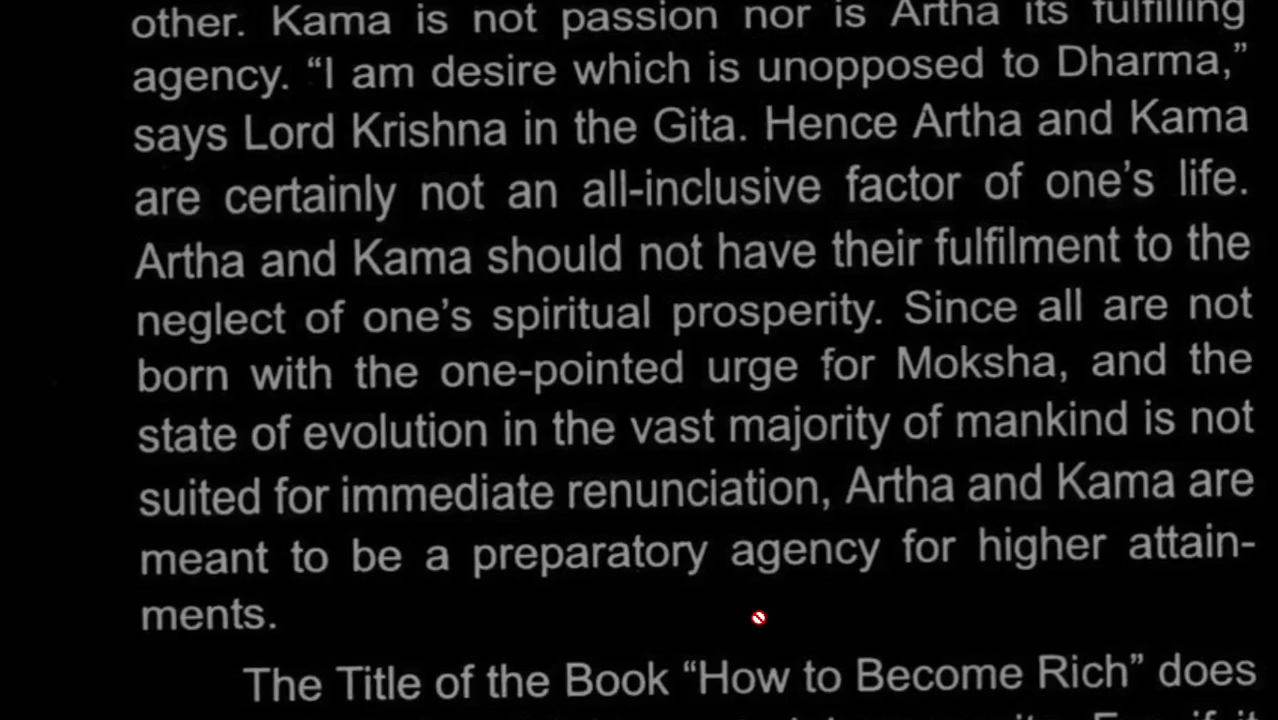 other. Kama is not passion nor is Artha its fulfilling
agency. “I am desire which is unopposed to Dharma,”
says Lord Krishna in the Gita. Hence Artha and Kama
are certainly not an all-inclusive factor of one’s life.
Artha and Kama should not have their fulfilment to the
neglect of one’s spiritual prosperity. Since all are not
born with the one-pointed urge for Moksha, and the
state of evolution in the vast majority of mankind is not
suited for immediate renunciation, Artha and Kama are
meant to be a preparatory agency for higher attain-
ments.
The Title of the Book “How to Become Rich” does